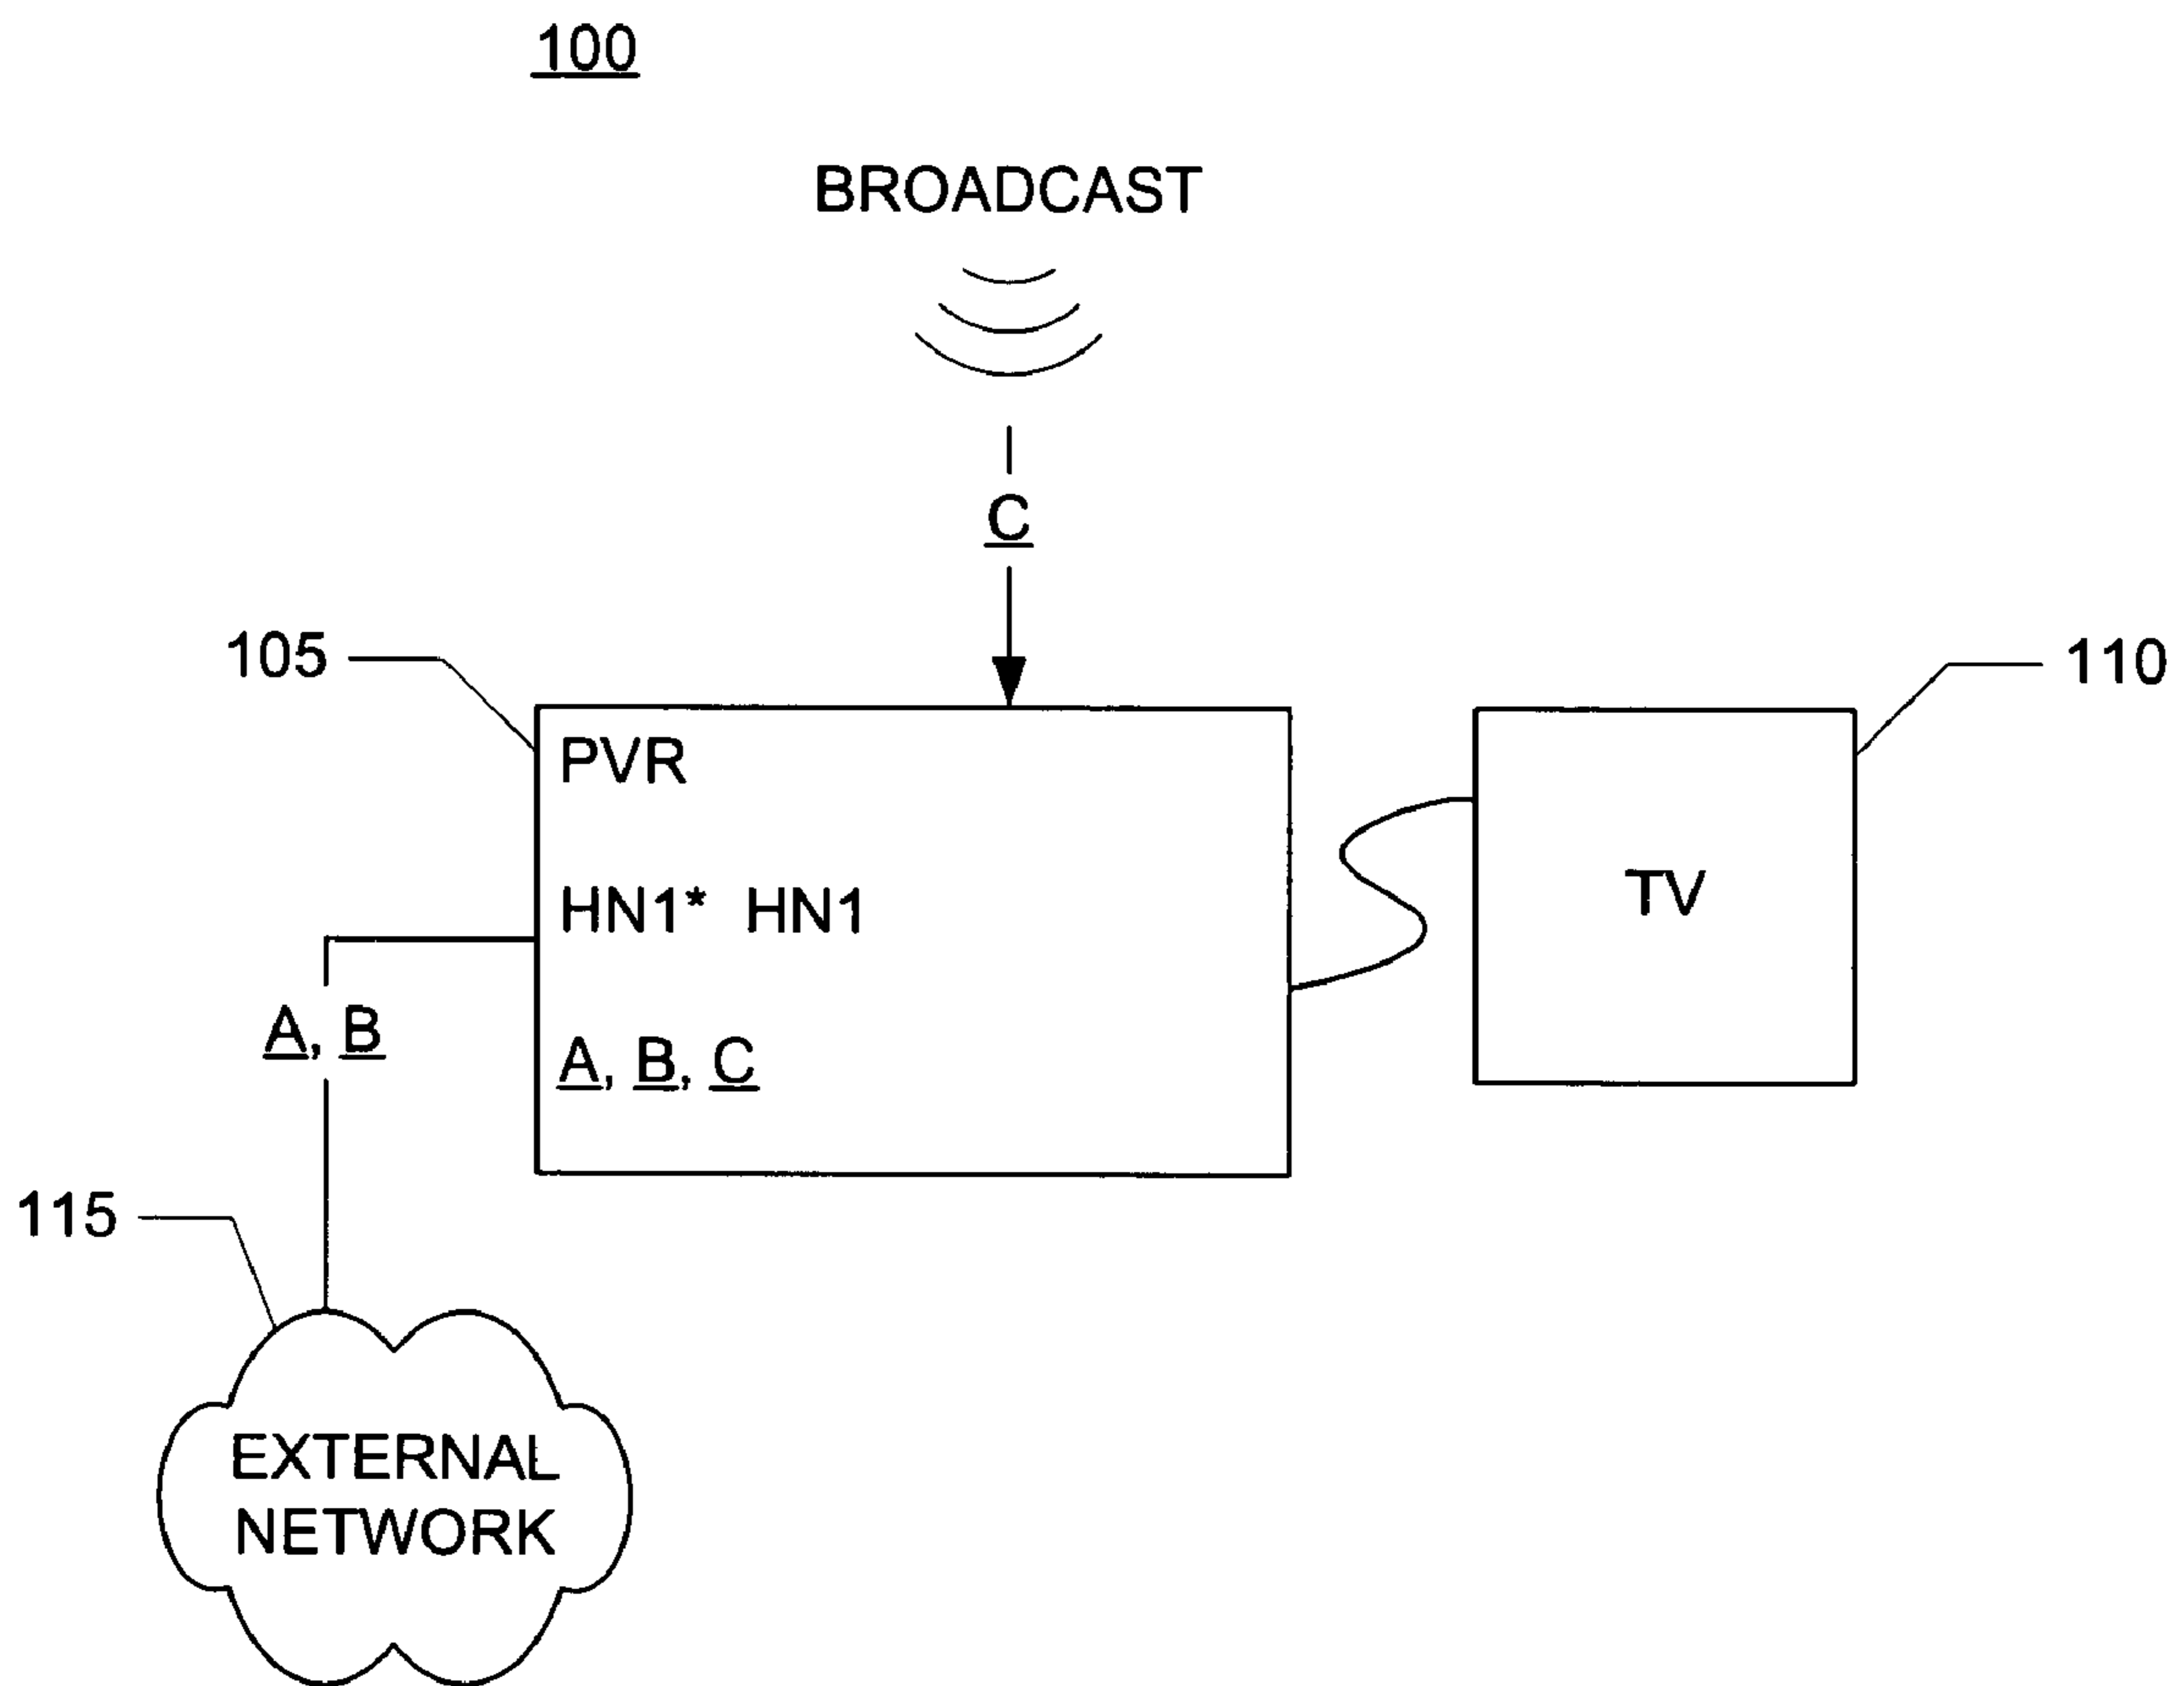 100
BROADCAST
C
105
110
PVR
TV
HN1* HN1
A, B
A, B, C
115
EXTERNAL
NETWORK